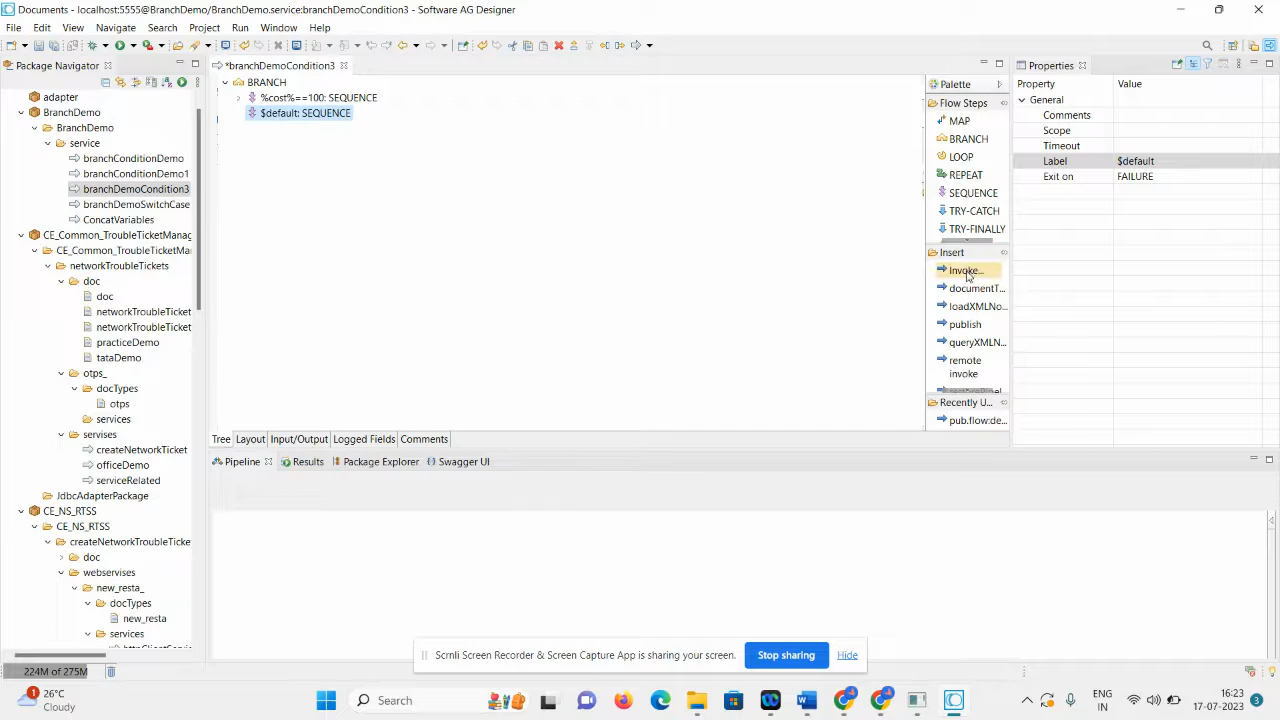 Documents - localhost:5555@BranchDemo/BranchDemo.service:branchDemoCondition3 - Software AG Designer
File Edit View Navigate Search Project Run Window Help
Package Navigator
adapter
BranchDemo
BranchDemo
service
branchConditionDemo
branchConditionDemo1
branchDemoCondition3
branchDemoSwitchCase
ConcatVariables
CE_Common_TroubleTicketManag
CE_Common_TroubleTicketMa
networkTroubleTickets
doc
doc
networkTroubleTicket
networkTroubleTicket
practiceDemo
tataDemo
otps_
docTypes
otps
services
servises
createNetworkTicket
officeDemo
serviceRelated
JdbcAdapterPackage
CE_NS_RTSS
CE_NS_RTSS
createNetworkTroubleTicke
doc
webservises
new_resta_
docTypes
new_resta
services
224M of 275M
*branchDemoCondition3
BRANCH
%cost%==100: SEQUENCE
$default: SEQUENCE
Tree Layout Input/Output Logged Fields Comments
Palette
Flow Steps
MAP
BRANCH
LOOP
REPEAT
SEQUENCE
TRY-CATCH
TRY-FINALLY
Insert
Invoke...
documentT...
loadXMLNo...
publish
queryXMLN...
remote
invoke
Recently U...
pub.flow:de...
Properties
Property Value
General
Comments
Scope
Timeout
Label $default
Exit on FAILURE
Pipeline Results Package Explorer Swagger UI
Scrnli Screen Recorder & Screen Capture App is sharing your screen. Stop sharing Hide
1
26°C
Cloudy
Search
ENG
IN
16:23
17-07-2023
3